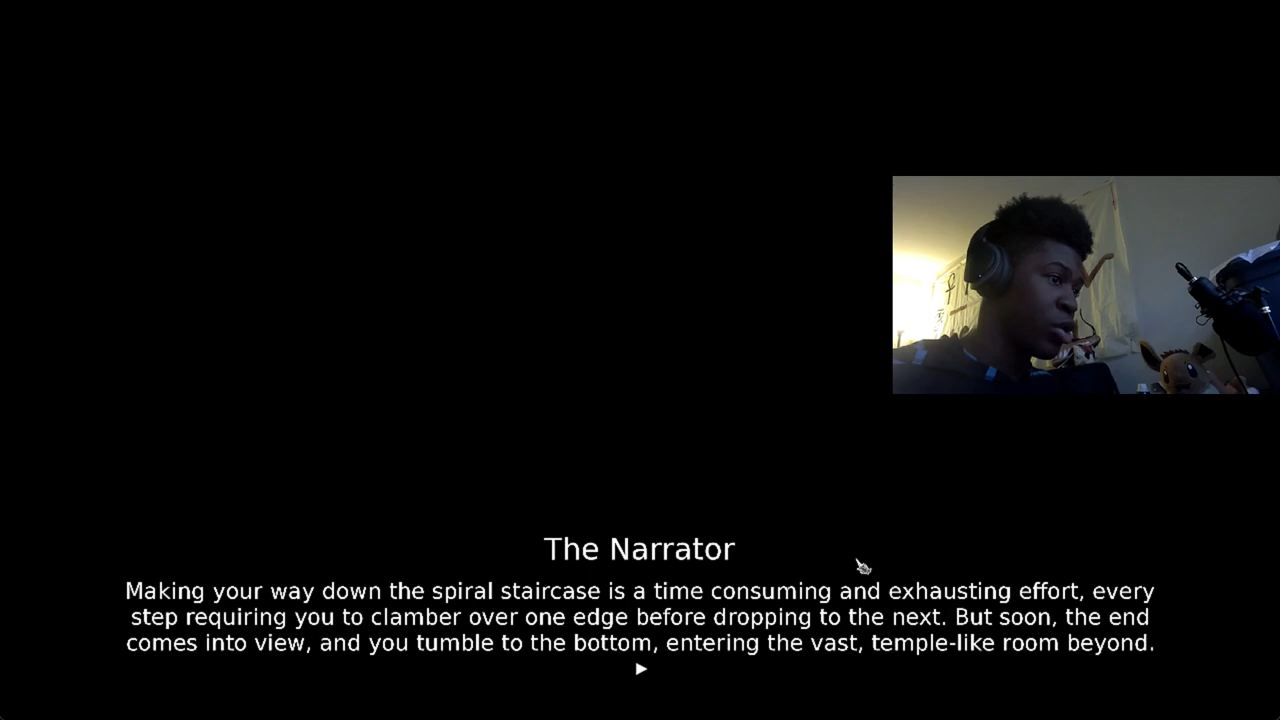 The Narrator
Making your way down the spiral staircase is a time consuming and exhausting effort, every
step requiring you to clamber over one edge before dropping to the next. But soon, the end
comes into view, and you tumble to the bottom, entering the vast, temple-like room beyond.